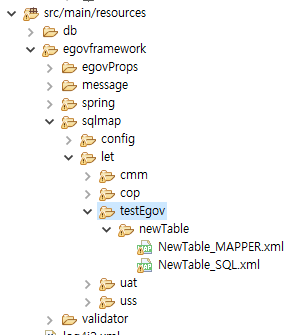 src/main/resources
db
egovframework
egovProps
message
spring
sqlmap
config
let
cmm
cop
testEgov
newTable
NewTable_MAPPER.xml
NewTable_SQL.xml
uat
uss
validator